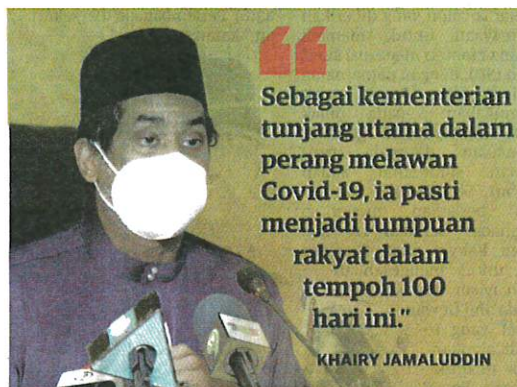 Sebagai kementerian
tunjang utama dalam
perang melawan
Covid-19, ia pasti
menjadi tumpuan
rakyat dalam
tempoh 100
hari ini."
KHAIRY JAMALUDDIN